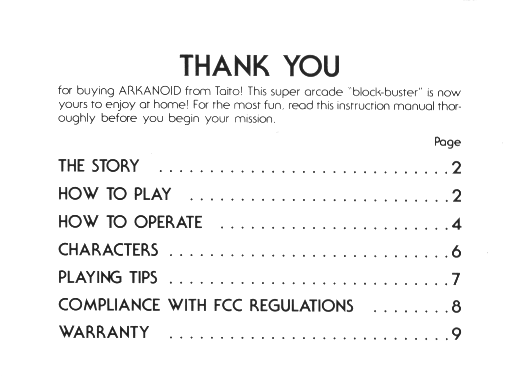 THANK YOU
for buying ARKANOID from Taito! This super arcade "block-buster" is now
yours to enjoy at home! For the most fun, read this instruction manual thor-
oughly before you begin your mission.
Page
THE STORY . . . . . . . . . . . . . . . . . . . . . . . . . . . . . 2
HOW TO PLAY . . . . . . . . . . . . . . . . . . . . . . . . . . 2
HOW TO OPERATE . . . . . . . . . . . . . . . . . . . . . . . 4
CHARACTERS . . . . . . . . . . . . . . . . . . . . . . . . . . . . 6
PLAYING TIPS . . . . . . . . . . . . . . . . . . . . . . . . . . . . 7
COMPLIANCE WITH FCC REGULATIONS . . . . . . . . 8
WARRANTY . . . . . . . . . . . . . . . . . . . . . . . . . . . . 9